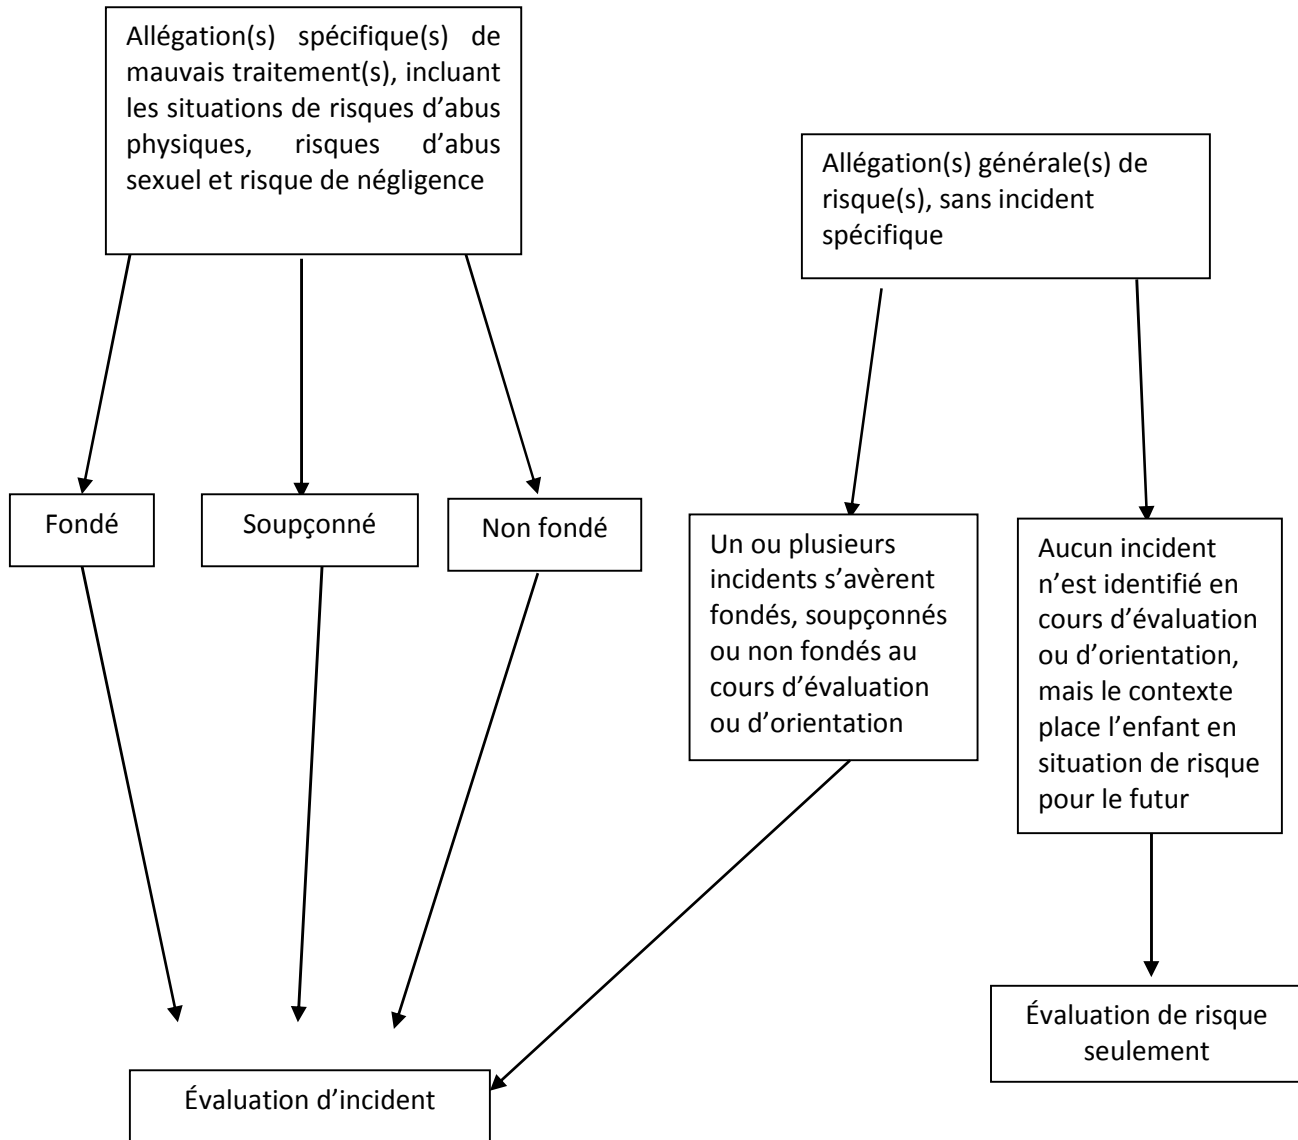 Allégation(s) spécifique(s) de
mauvais traitement(s), incluant
les situations de risques d’abus
physiques, risques d’abus
sexuel et risque de négligence
Allégation(s) générale(s) de
risque(s), sans incident
spécifique
Fondé
Soupçonné
Non fondé
Un ou plusieurs
incidents s’avèrent
fondés, soupçonnés
ou non fondés au
cours d’évaluation
ou d’orientation
Aucun incident
n’est identifié en
cours d’évaluation
ou d’orientation,
mais le contexte
place l’enfant en
situation de risque
pour le futur
Évaluation de risque
seulement
Évaluation d’incident